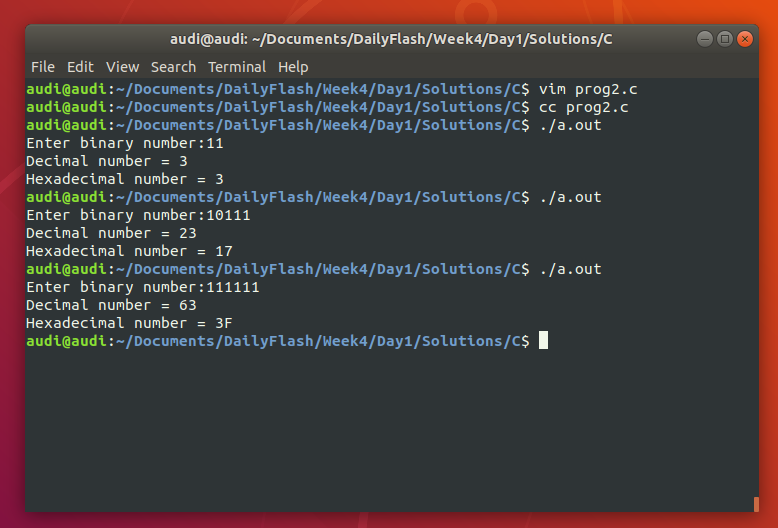 audi@audi: ~/Documents/DailyFlash/Week4/Day1/Solutions/C
File Edit View Search Terminal Help
audi@audi:~/Documents/DailyFlash/Week4/Day1/Solutions/C$ vim prog2.c
audi@audi:~/Documents/DailyFlash/Week4/Day1/Solutions/C$ cc prog2.c
audi@audi:~/Documents/DailyFlash/Week4/Day1/Solutions/C$ ./a.out
Enter binary number:11
Decimal number = 3
Hexadecimal number = 3
audi@audi:~/Documents/DailyFlash/Week4/Day1/Solutions/C$ ./a.out
Enter binary number:10111
Decimal number = 23
Hexadecimal number = 17
audi@audi:~/Documents/DailyFlash/Week4/Day1/Solutions/C$ ./a.out
Enter binary number:111111
Decimal number = 63
Hexadecimal number = 3F
audi@audi:~/Documents/DailyFlash/Week4/Day1/Solutions/C$